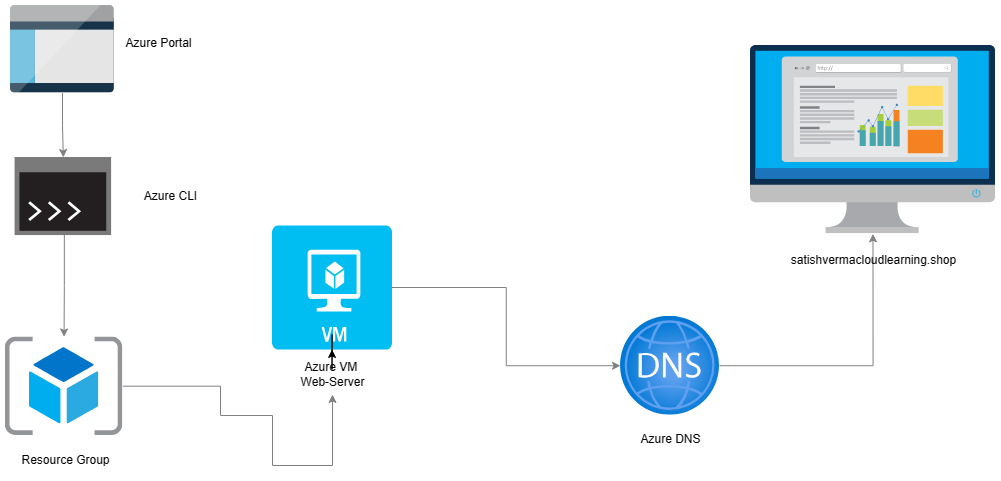 Azure Portal
Azure CLI
Resource Group
VM
Azure VM
Web-Server
DNS
Azure DNS
http://
satishvermacloudlearning.shop